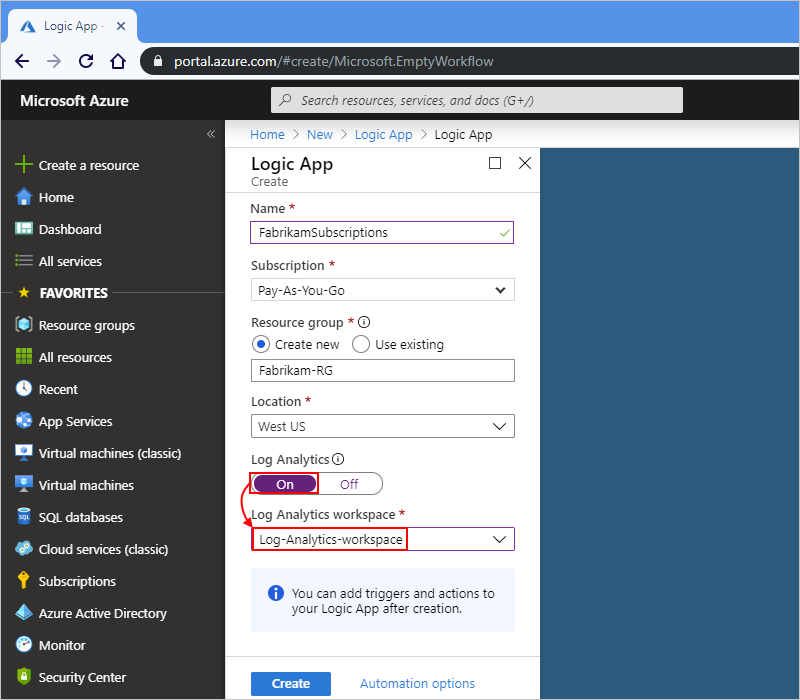 Logic App -
portal.azure.com/#create/Microsoft.EmptyWorkflow
Microsoft Azure
Search resources, services, and docs (G+/)
Create a resource
Home
Dashboard
All services
FAVORITES
Resource groups
All resources
Recent
App Services
Virtual machines (classic)
Virtual machines
SQL databases
Cloud services (classic)
Subscriptions
Azure Active Directory
Monitor
Security Center
Home > New > Logic App > Logic App
Logic App
Create
Name *
FabrikamSubscriptions
Subscription *
Pay-As-You-Go
Resource group *
Create new Use existing
Fabrikam-RG
Location *
West US
Log Analytics
On Off
Log Analytics workspace *
Log-Analytics-workspace
You can add triggers and actions to
your Logic App after creation.
Create Automation options